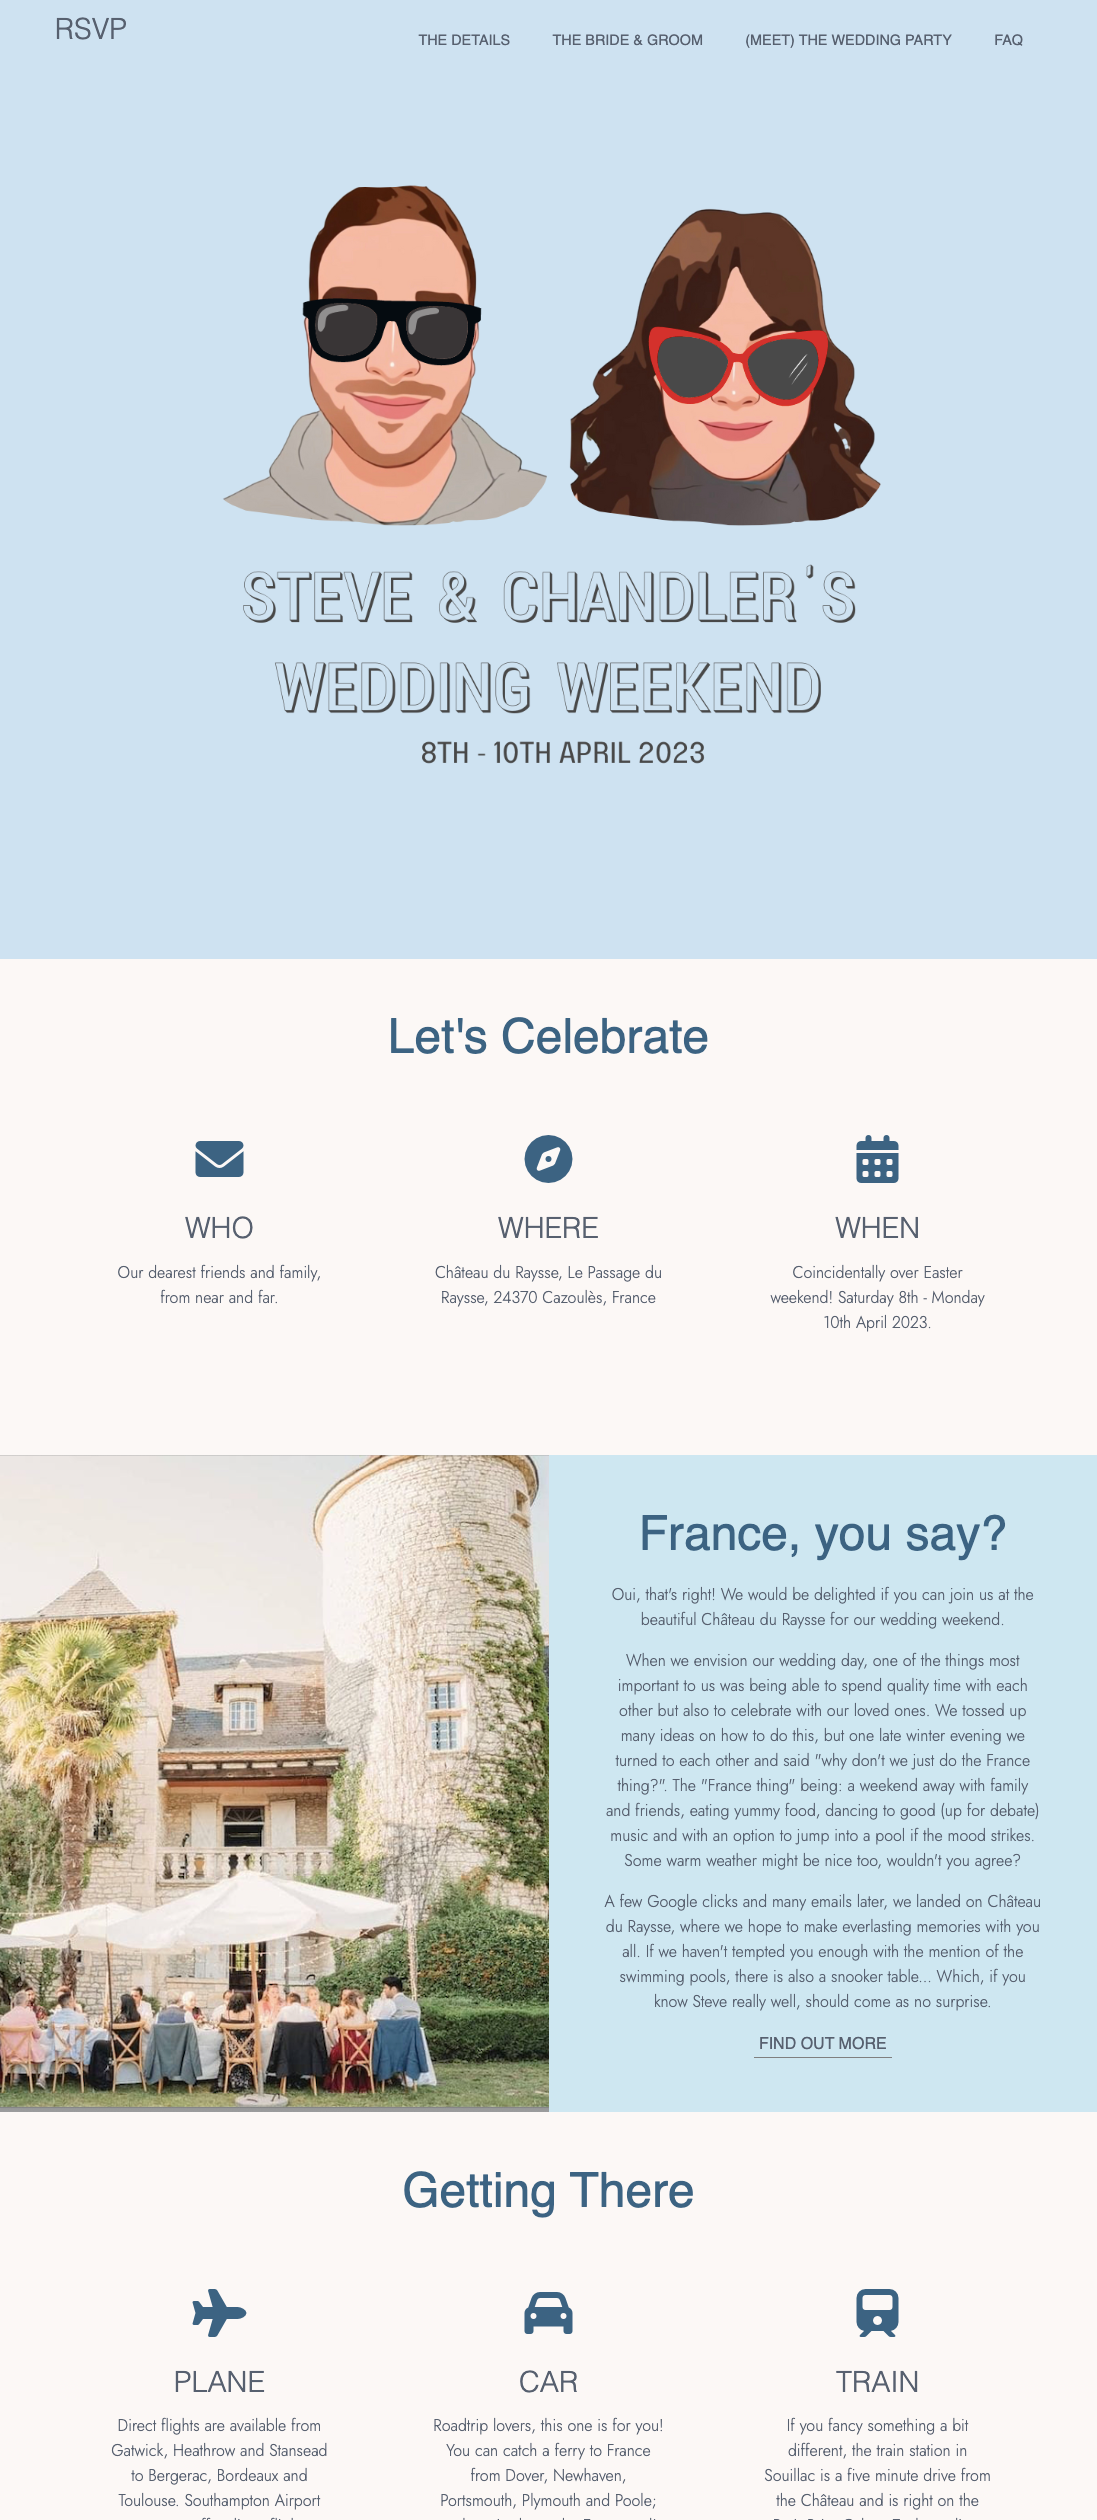 RSVP
THE DETAILS THE BRIDE & GROOM (MEET) THE WEDDING PARTY FAQ
STEVE & CHANDLER'S
WEDDING WEEKEND
8TH - 10TH APRIL 2023
Let's Celebrate
WHO
Our dearest friends and family,
from near and far.
WHERE
Château du Raysse, Le Passage du
Raysse, 24370 Cazoulès, France
WHEN
Coincidentally over Easter
weekend! Saturday 8th - Monday
10th April 2023.
France, you say?
Oui, that's right! We would be delighted if you can join us at the
beautiful Château du Raysse for our wedding weekend.
When we envision our wedding day, one of the things most
important to us was being able to spend quality time with each
other but also to celebrate with our loved ones. We tossed up
many ideas on how to do this, but one late winter evening we
turned to each other and said "why don't we just do the France
thing?". The "France thing" being: a weekend away with family
and friends, eating yummy food, dancing to good (up for debate)
music and with an option to jump into a pool if the mood strikes.
Some warm weather might be nice too, wouldn't you agree?
A few Google clicks and many emails later, we landed on Château
du Raysse, where we hope to make everlasting memories with you
all. If we haven't tempted you enough with the mention of the
swimming pools, there is also a snooker table... Which, if you
know Steve really well, should come as no surprise.
FIND OUT MORE
Getting There
PLANE
Direct flights are available from
Gatwick, Heathrow and Stansead
to Bergerac, Bordeaux and
Toulouse. Southampton Airport
CAR
Roadtrip lovers, this one is for you!
You can catch a ferry to France
from Dover, Newhaven,
Portsmouth, Plymouth and Poole;
TRAIN
If you fancy something a bit
different, the train station in
Souillac is a five minute drive from
the Château and is right on the